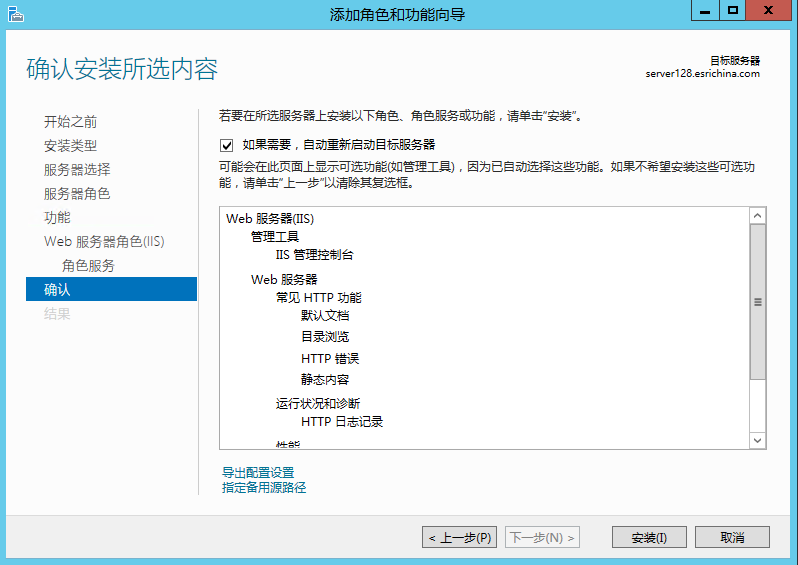 添加角色和功能向导
确认安装所选内容
目标服务器
server128.esrichina.com
开始之前
安装类型
服务器选择
服务器角色
功能
Web 服务器角色(IIS)
角色服务
确认
结果
若要在所选服务器上安装以下角色、角色服务或功能，请单击“安装”。
如果需要，自动重新启动目标服务器
可能会在此页面上显示可选功能(如管理工具)，因为已自动选择这些功能。如果不希望安装这些可选功
能，请单击“上一步”以清除其复选框。
Web 服务器(IIS)
管理工具
IIS 管理控制台
Web 服务器
常见 HTTP 功能
默认文档
目录浏览
HTTP 错误
静态内容
运行状况和诊断
HTTP 日志记录
性能
导出配置设置
指定备用源路径
< 上一步(P)
下一步(N) >
安装(I)
取消